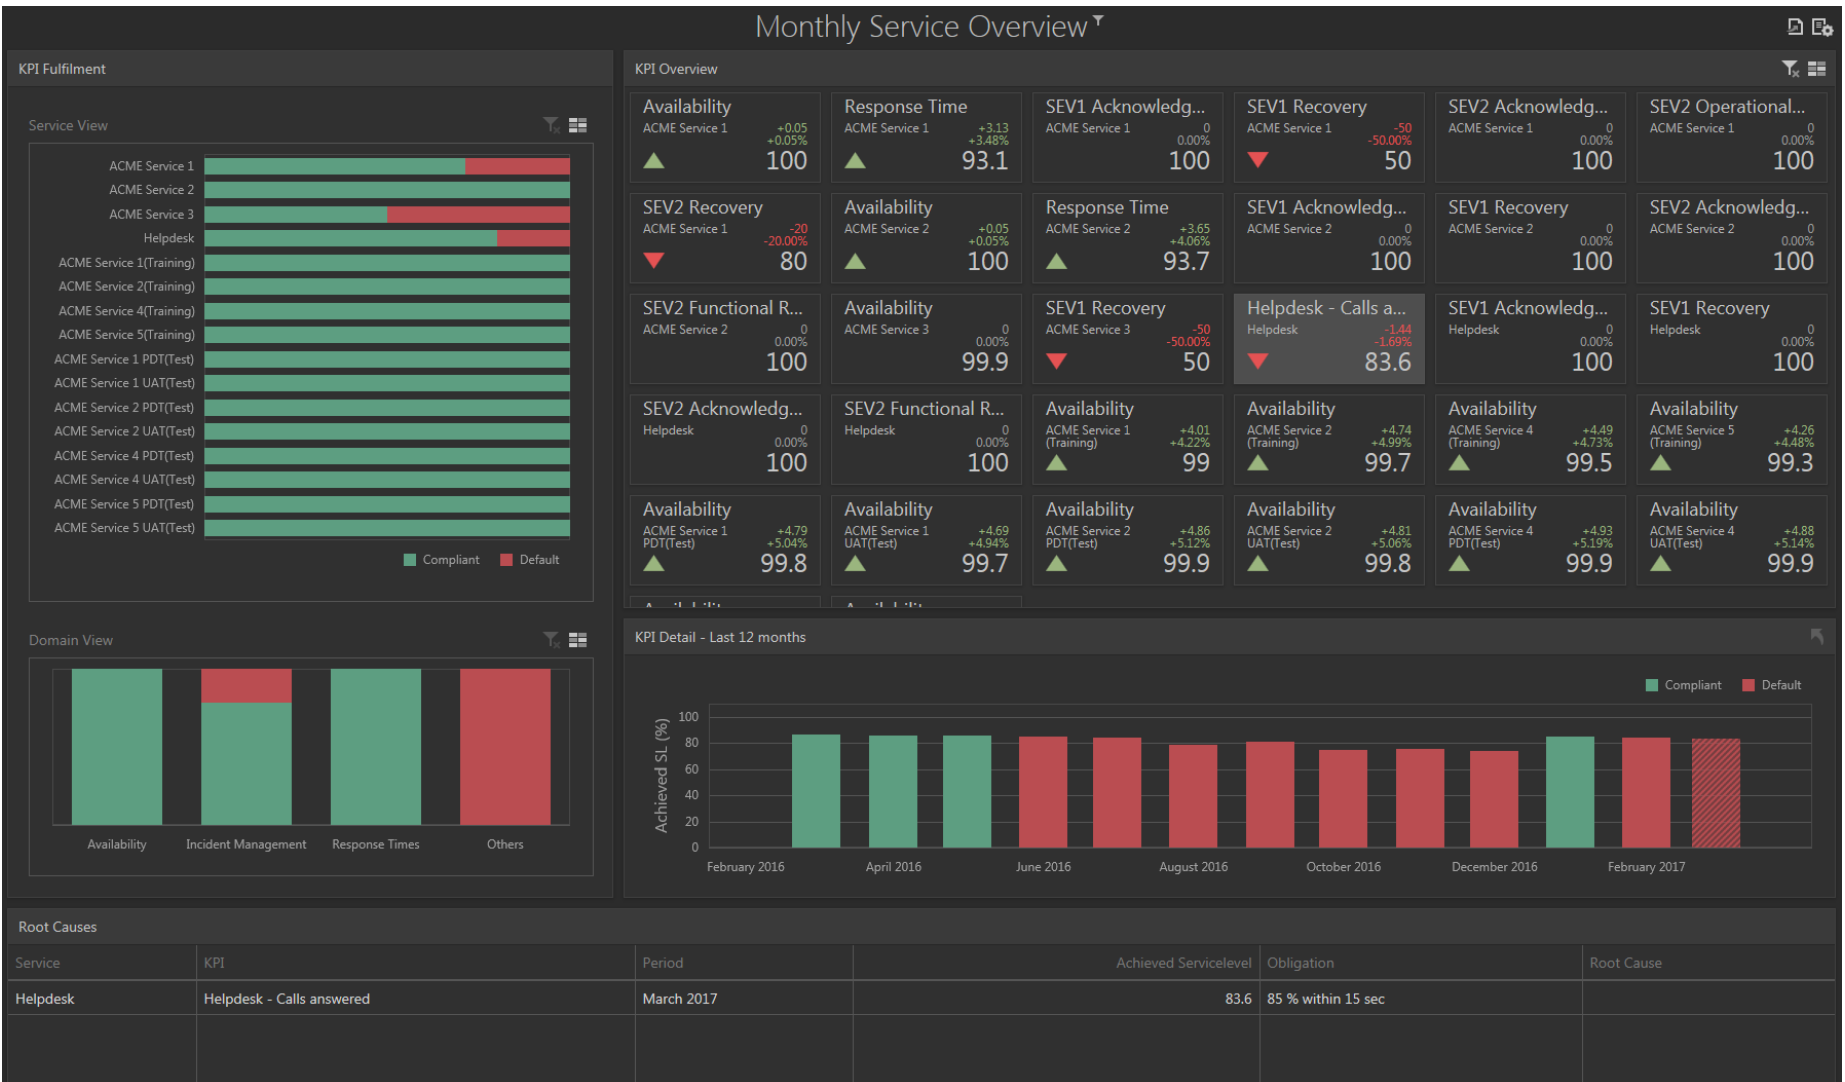 Monthly Service Overview
KPI Fulfilment
Service View
ACME Service 1
ACME Service 2
ACME Service 3
Helpdesk
ACME Service 1(Training)
ACME Service 2(Training)
ACME Service 4(Training)
ACME Service 5(Training)
ACME Service 1 PDT(Test)
ACME Service 1 UAT(Test)
ACME Service 2 PDT(Test)
ACME Service 2 UAT(Test)
ACME Service 4 PDT(Test)
ACME Service 4 UAT(Test)
ACME Service 5 PDT(Test)
ACME Service 5 UAT(Test)
Compliant Default
Domain View
Availability Incident Management Response Times Others
KPI Overview
Availability
ACME Service 1 +0.05
+0.05%
100
Response Time
ACME Service 1 +3.13
+3.48%
93.1
SEV1 Acknowledg...
ACME Service 1 0
0.00%
100
SEV1 Recovery
ACME Service 1 -50
-50.00%
50
SEV2 Acknowledg...
ACME Service 1 0
0.00%
100
SEV2 Operational...
ACME Service 1 0
0.00%
100
SEV2 Recovery
ACME Service 1 -20
-20.00%
80
Availability
ACME Service 2 +0.05
+0.05%
100
Response Time
ACME Service 2 +3.65
+4.06%
93.7
SEV1 Acknowledg...
ACME Service 2 0
0.00%
100
SEV1 Recovery
ACME Service 2 0
0.00%
100
SEV2 Acknowledg...
ACME Service 2 0
0.00%
100
SEV2 Functional R...
ACME Service 2 0
0.00%
100
Availability
ACME Service 3 0
0.00%
99.9
SEV1 Recovery
ACME Service 3 -50
-50.00%
50
Helpdesk - Calls a...
Helpdesk -1.44
-1.69%
83.6
SEV1 Acknowledg...
Helpdesk 0
0.00%
100
SEV1 Recovery
Helpdesk 0
0.00%
100
SEV2 Acknowledg...
Helpdesk 0
0.00%
100
SEV2 Functional R...
Helpdesk 0
0.00%
100
Availability
ACME Service 1 +4.01
(Training) +4.22%
99
Availability
ACME Service 2 +4.74
(Training) +4.99%
99.7
Availability
ACME Service 4 +4.49
(Training) +4.73%
99.5
Availability
ACME Service 5 +4.26
(Training) +4.48%
99.3
Availability
ACME Service 1 +4.79
PDT(Test) +5.04%
99.8
Availability
ACME Service 1 +4.69
UAT(Test) +4.94%
99.7
Availability
ACME Service 2 +4.86
PDT(Test) +5.12%
99.9
Availability
ACME Service 2 +4.81
UAT(Test) +5.06%
99.8
Availability
ACME Service 4 +4.93
PDT(Test) +5.19%
99.9
Availability
ACME Service 4 +4.88
UAT(Test) +5.14%
99.9
KPI Detail - Last 12 months
Compliant Default
Achieved SL (%)
100
80
60
40
20
0
February 2016 April 2016 June 2016 August 2016 October 2016 December 2016 February 2017
Root Causes
Service KPI Period Achieved Servicelevel Obligation Root Cause
Helpdesk Helpdesk - Calls answered March 2017 83.6 85 % within 15 sec